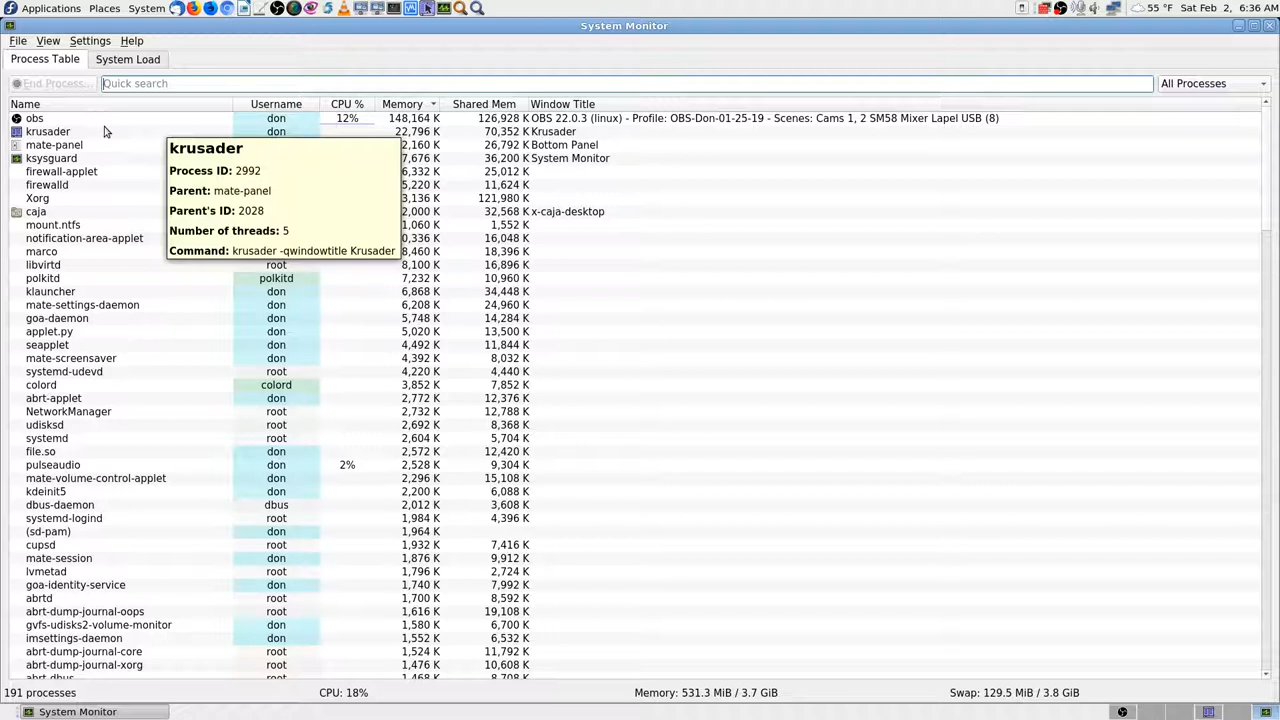 Applications Places System 55 °F Sat Feb 2, 6:36 AM
System Monitor
File View Settings Help
Process Table System Load
End Process... Quick search All Processes
Name Username CPU % Memory Shared Mem Window Title
obs don 12% 148,164 K 126,928 K OBS 22.0.3 (linux) - Profile: OBS-Don-01-25-19 - Scenes: Cams 1, 2 SM58 Mixer Lapel USB (8)
krusader don 22,796 K 70,352 K Krusader
mate-panel 2,160 K 26,792 K Bottom Panel
ksysguard 7,676 K 36,200 K System Monitor
firewall-applet 6,332 K 25,012 K
firewalld 5,220 K 11,624 K
Xorg 3,136 K 121,980 K
caja 2,000 K 32,568 K x-caja-desktop
mount.ntfs 1,060 K 1,552 K
notification-area-applet 0,336 K 16,048 K
marco 8,460 K 18,396 K
krusader
Process ID: 2992
Parent: mate-panel
Parent's ID: 2028
Number of threads: 5
Command: krusader -qwindowtitle Krusader
libvirtd root 8,100 K 16,896 K
polkitd polkitd 7,232 K 10,960 K
klauncher don 6,868 K 34,448 K
mate-settings-daemon don 6,208 K 24,960 K
goa-daemon don 5,748 K 14,284 K
applet.py don 5,020 K 13,500 K
seapplet don 4,492 K 11,844 K
mate-screensaver don 4,392 K 8,032 K
systemd-udevd root 4,220 K 4,440 K
colord colord 3,852 K 7,852 K
abrt-applet don 2,772 K 12,376 K
NetworkManager root 2,732 K 12,788 K
udisksd root 2,692 K 8,368 K
systemd root 2,604 K 5,704 K
file.so don 2,572 K 12,420 K
pulseaudio don 2% 2,528 K 9,304 K
mate-volume-control-applet don 2,296 K 15,108 K
kdeinit5 don 2,200 K 6,088 K
dbus-daemon dbus 2,012 K 3,608 K
systemd-logind root 1,984 K 4,396 K
(sd-pam) don 1,964 K
cupsd root 1,932 K 7,416 K
mate-session don 1,876 K 9,912 K
lvmetad root 1,796 K 2,724 K
goa-identity-service don 1,740 K 7,992 K
abrtd root 1,700 K 8,592 K
abrt-dump-journal-oops root 1,616 K 19,108 K
gvfs-udisks2-volume-monitor don 1,580 K 6,700 K
imsettings-daemon don 1,552 K 6,532 K
abrt-dump-journal-core root 1,524 K 11,792 K
abrt-dump-journal-xorg root 1,476 K 10,608 K
abrt-dbus root 1,468 K 8,708 K
191 processes CPU: 18% Memory: 531.3 MiB / 3.7 GiB Swap: 129.5 MiB / 3.8 GiB
System Monitor